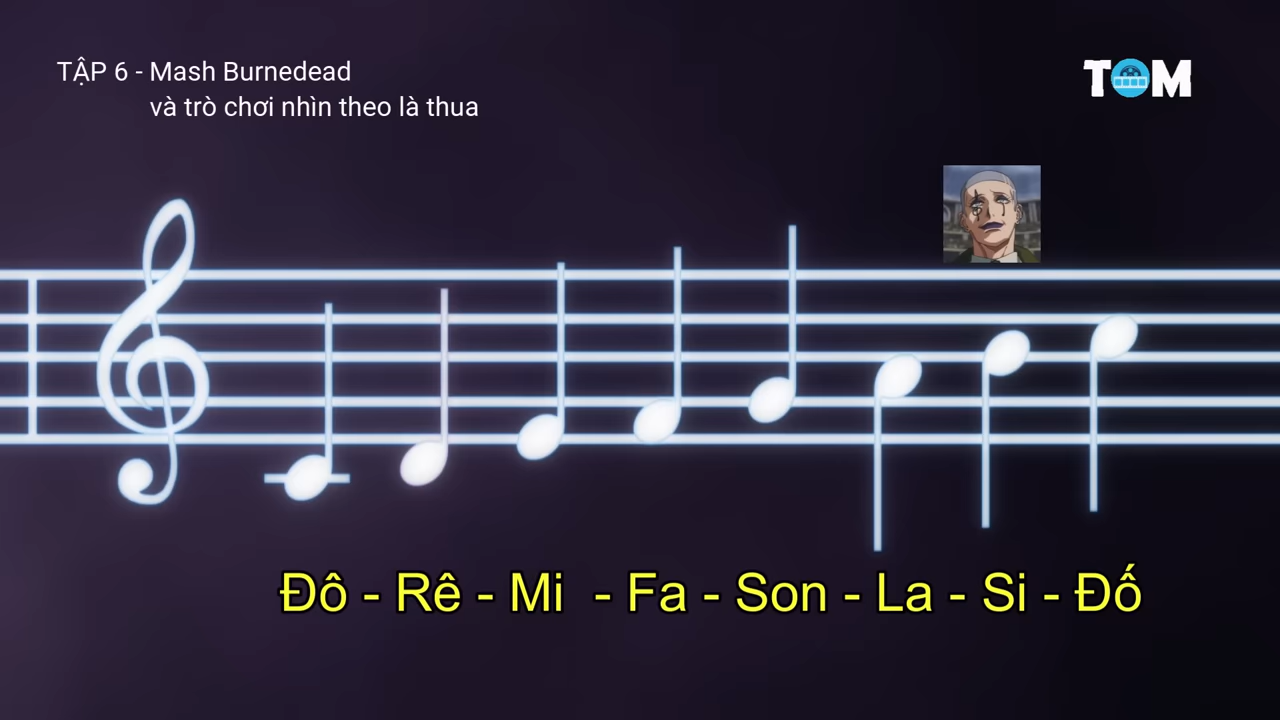 TẬP 6 - Mash Burnedead
và trò chơi nhìn theo là thua
TOM
Đô - Rê - Mi - Fa - Son - La - Si - Đố